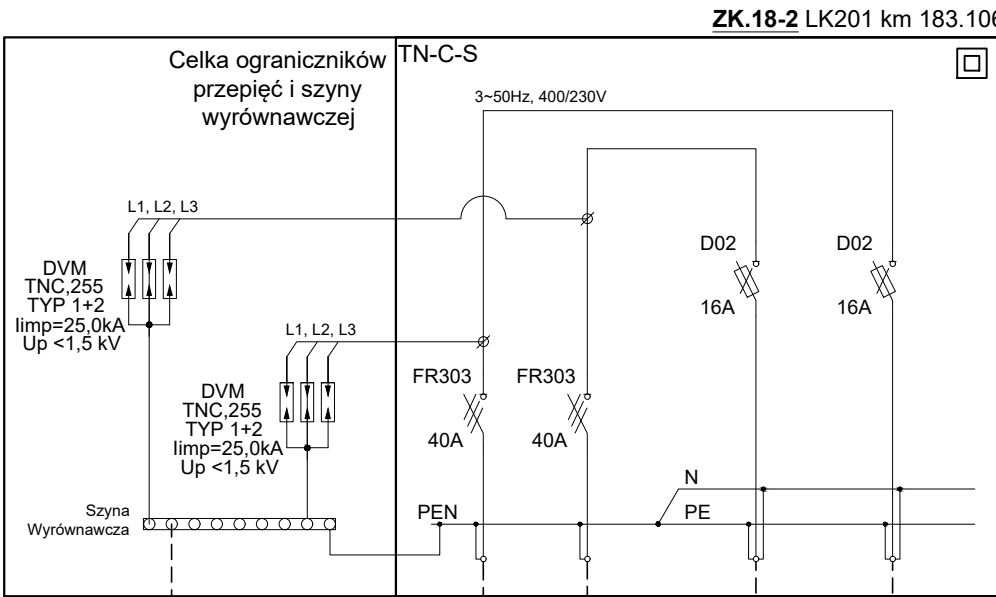 ZK.18-2 LK201 km 183.106
Celka ograniczników
przepięć i szyny
wyrównawczej
TN-C-S
3~50Hz, 400/230V
L1, L2, L3
DVM
TNC,255
TYP 1+2
Iimp=25,0kA
Up <1,5 kV
L1, L2, L3
DVM
TNC,255
TYP 1+2
Iimp=25,0kA
Up <1,5 kV
D02
16A
D02
16A
FR303
40A
FR303
40A
Szyna
Wyrównawcza
PEN
N
PE